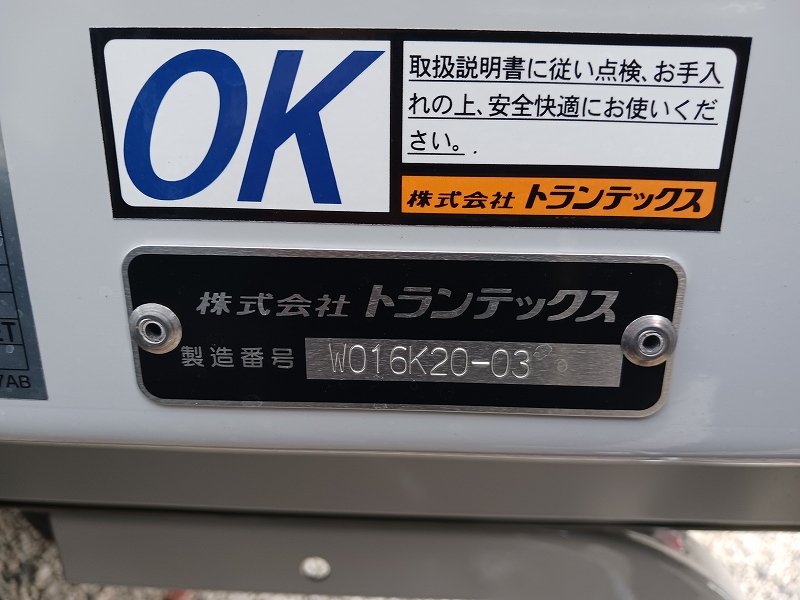 OK
取扱説明書に従い点検、お手入
れの上、安全快適にお使いくだ
さい。.
株式会社 トランテックス
株式会社 トランテックス
製造番号 W016K20-03
ET
7AB